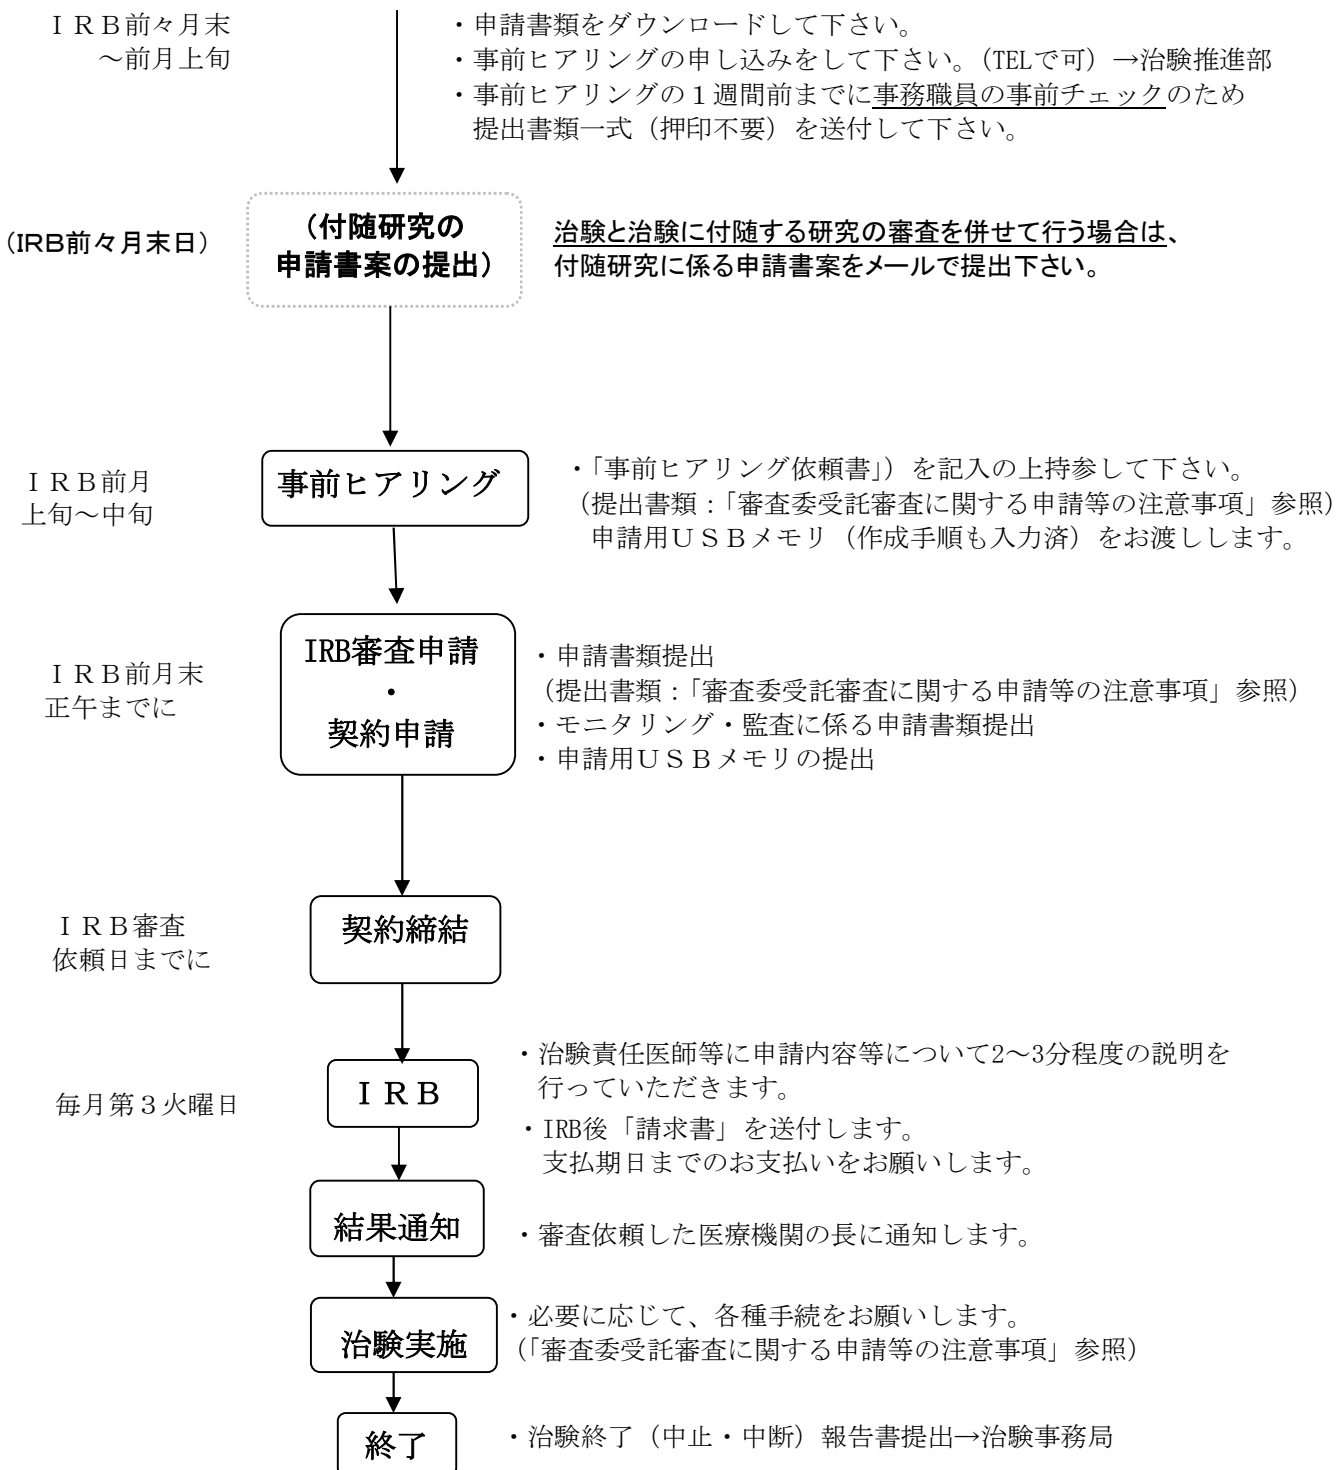 ＩＲＢ前々月末
～前月上旬
・申請書類をダウンロードして下さい。
・事前ヒアリングの申し込みをして下さい。（TELで可）→治験推進部
・事前ヒアリングの１週間前までに事務職員の事前チェックのため
提出書類一式（押印不要）を送付して下さい。
（IRB前々月末日）
（付随研究の
申請書案の提出）
治験と治験に付随する研究の審査を併せて行う場合は、
付随研究に係る申請書案をメールで提出下さい。
ＩＲＢ前月
上旬～中旬
事前ヒアリング
・「事前ヒアリング依頼書」）を記入の上持参して下さい。
（提出書類：「審査委受託審査に関する申請等の注意事項」参照）
申請用ＵＳＢメモリ（作成手順も入力済）をお渡しします。
ＩＲＢ前月末
正午までに
IRB審査申請
・
契約申請
・申請書類提出
（提出書類：「審査委受託審査に関する申請等の注意事項」参照）
・モニタリング・監査に係る申請書類提出
・申請用ＵＳＢメモリの提出
ＩＲＢ審査
依頼日までに
契約締結
毎月第３火曜日
ＩＲＢ
・治験責任医師等に申請内容等について2～3分程度の説明を
行っていただきます。
・IRB後「請求書」を送付します。
支払期日までのお支払いをお願いします。
結果通知
・審査依頼した医療機関の長に通知します。
治験実施
・必要に応じて、各種手続をお願いします。
（「審査委受託審査に関する申請等の注意事項」参照）
終了
・治験終了（中止・中断）報告書提出→治験事務局